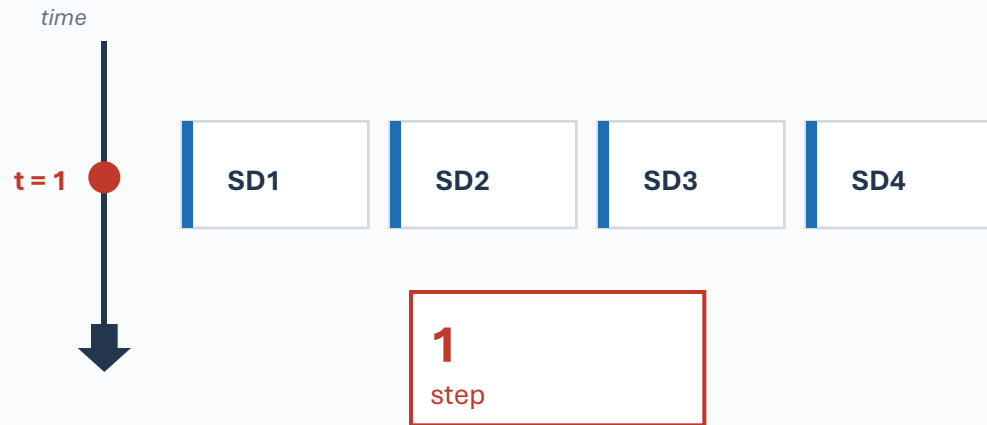 time
t = 1
SD1
SD2
SD3
SD4
1
step